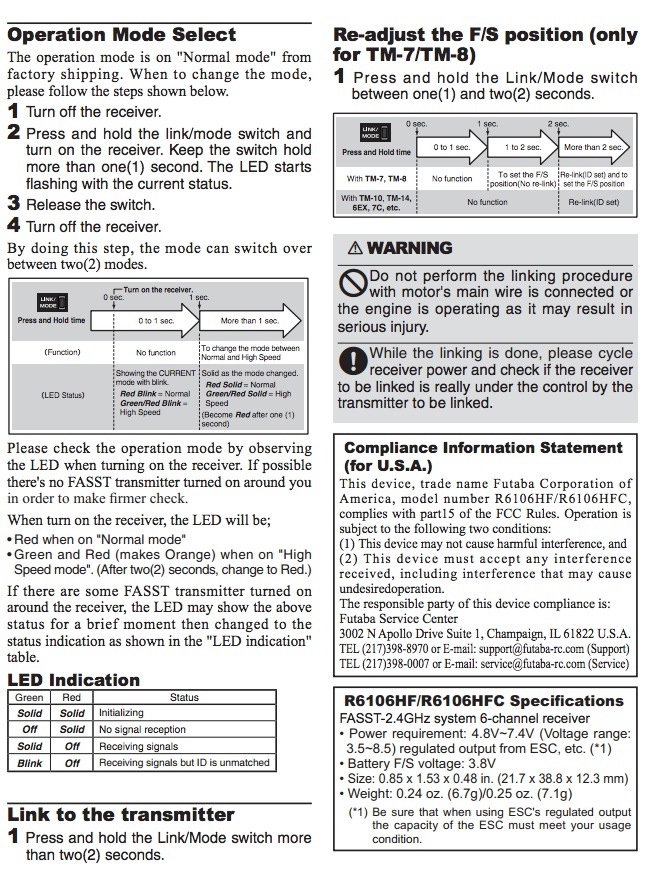 Operation Mode Select
The operation mode is on "Normal mode" from
factory shipping. When to change the mode,
please follow the steps shown below.
1 Turn off the receiver.
2 Press and hold the link/mode switch and
turn on the receiver. Keep the switch hold
more than one(1) second. The LED starts
flashing with the current status.
3 Release the switch.
4 Turn off the receiver.
By doing this step, the mode can switch over
between two(2) modes.
Turn on the receiver.
0 sec. 1 sec.
LINK/
MODE
Press and Hold time 0 to 1 sec. More than 1 sec.
(Function) No function To change the mode between
Normal and High Speed
(LED Status)
Showing the CURRENT
mode with blink.
Red Blink = Normal
Green/Red Blink =
High Speed
Solid as the mode changed.
Red Solid = Normal
Green/Red Solid = High
Speed
(Become Red after one (1)
second)
Please check the operation mode by observing
the LED when turning on the receiver. If possible
there's no FASST transmitter turned on around you
in order to make firmer check.
When turn on the receiver, the LED will be;
• Red when on "Normal mode"
• Green and Red (makes Orange) when on "High
Speed mode". (After two(2) seconds, change to Red.)
If there are some FASST transmitter turned on
around the receiver, the LED may show the above
status for a brief moment then changed to the
status indication as shown in the "LED indication"
table.
LED Indication
Green Red Status
Solid Solid Initializing
Off Solid No signal reception
Solid Off Receiving signals
Blink Off Receiving signals but ID is unmatched
Link to the transmitter
1 Press and hold the Link/Mode switch more
than two(2) seconds.
Re-adjust the F/S position (only
for TM-7/TM-8)
1 Press and hold the Link/Mode switch
between one(1) and two(2) seconds.
0 sec. 1 sec. 2 sec.
LINK/
MODE
Press and Hold time 0 to 1 sec. 1 to 2 sec. More than 2 sec.
With TM-7, TM-8 No function To set the F/S
position(No re-link) Re-link(ID set) and to
set the F/S position
With TM-10, TM-14,
6EX, 7C, etc. No function Re-link(ID set)
⚠ WARNING
Do not perform the linking procedure
with motor's main wire is connected or
the engine is operating as it may result in
serious injury.
While the linking is done, please cycle
receiver power and check if the receiver
to be linked is really under the control by the
transmitter to be linked.
Compliance Information Statement
(for U.S.A.)
This device, trade name Futaba Corporation of
America, model number R6106HF/R6106HFC,
complies with part15 of the FCC Rules. Operation is
subject to the following two conditions:
(1) This device may not cause harmful interference, and
(2) This device must accept any interference
received, including interference that may cause
undesiredoperation.
The responsible party of this device compliance is:
Futaba Service Center
3002 N Apollo Drive Suite 1, Champaign, IL 61822 U.S.A.
TEL (217)398-8970 or E-mail: support@futaba-rc.com (Support)
TEL (217)398-0007 or E-mail: service@futaba-rc.com (Service)
R6106HF/R6106HFC Specifications
FASST-2.4GHz system 6-channel receiver
• Power requirement: 4.8V~7.4V (Voltage range:
3.5~8.5) regulated output from ESC, etc. (*1)
• Battery F/S voltage: 3.8V
• Size: 0.85 x 1.53 x 0.48 in. (21.7 x 38.8 x 12.3 mm)
• Weight: 0.24 oz. (6.7g)/0.25 oz. (7.1g)
(*1) Be sure that when using ESC's regulated output
the capacity of the ESC must meet your usage
condition.